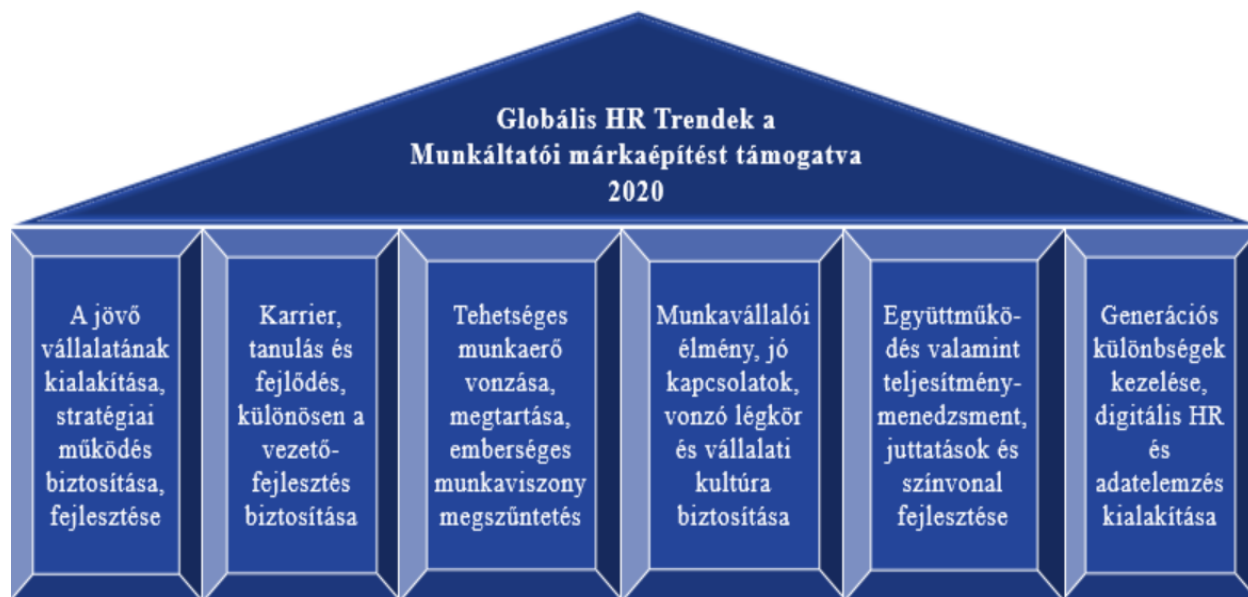 Globális HR Trendek a
Munkáltatói márkaépítést támogatva
2020
A jövő
vállalatának
kialakítása,
stratégiai
működés
biztosítása,
fejlesztése
Karrier,
tanulás és
fejlődés,
különösen a
vezető-
fejlesztés
biztosítása
Tehetséges
munkaerő
vonzása,
megtartása,
emberséges
munkaviszony
megszűntetés
Munkavállalói
élmény, jó
kapcsolatok,
vonzó légkör
és vállalati
kultúra
biztosítása
Együttműkö-
dés valamint
teljesítmény-
menedzsment,
juttatások és
színvonal
fejlesztése
Generációs
különbségek
kezelése,
digitális HR
és
adatelemzés
kialakítása